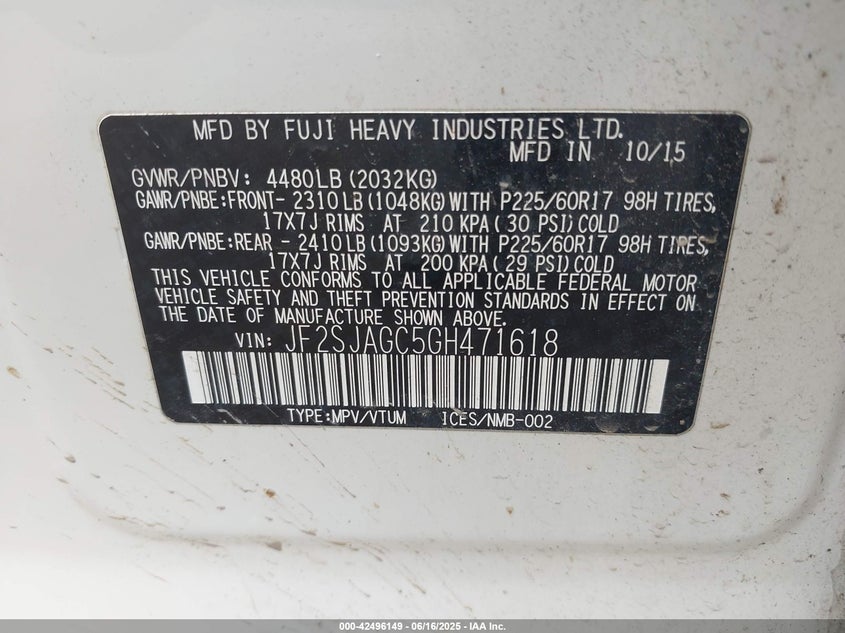 MFD BY FUJI HEAVY INDUSTRIES LTD.
MFD IN 10/15
GVWR/PNBV: 4480LB (2032KG)
GAWR/PNBE:FRONT- 2310 LB (1048KG) WITH P225/60R17 98H TIRES,
17X7J RIMS AT 210 KPA( 30 PSI) COLD
GAWR/PNBE:REAR - 2410 LB (1093KG) WITH P225/60R17 98H TIRES,
17X7J RIMS AT 200 KPA( 29 PSI) COLD
THIS VEHICLE CONFORMS TO ALL APPLICABLE FEDERAL MOTOR
VEHICLE SAFETY AND THEFT PREVENTION STANDARDS IN EFFECT ON
THE DATE OF MANUFACTURE SHOWN ABOVE.
VIN: JF2SJAGC5GH471618
TYPE:MPV/VTUM ICES/NMB-002
000-42496149 - 06/16/2025 - IAA Inc.